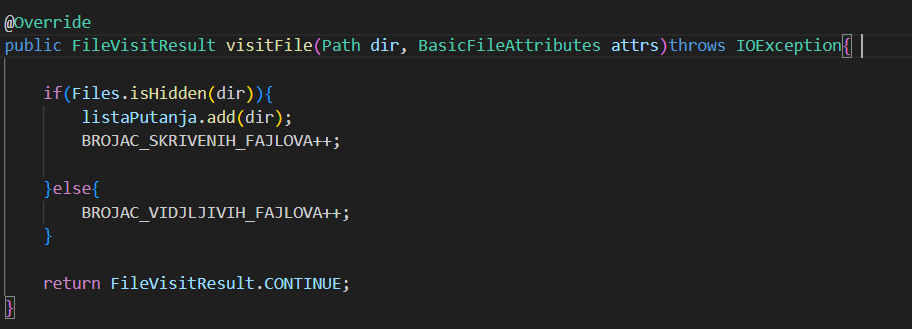 @Override
public FileVisitResult visitFile(Path dir, BasicFileAttributes attrs)throws IOException{
if(Files.isHidden(dir)){
listaPutanja.add(dir);
BROJAC_SKRIVENIH_FAJLOVA++;
}else{
BROJAC_VIDJLJIVIH_FAJLOVA++;
}
return FileVisitResult.CONTINUE;
}